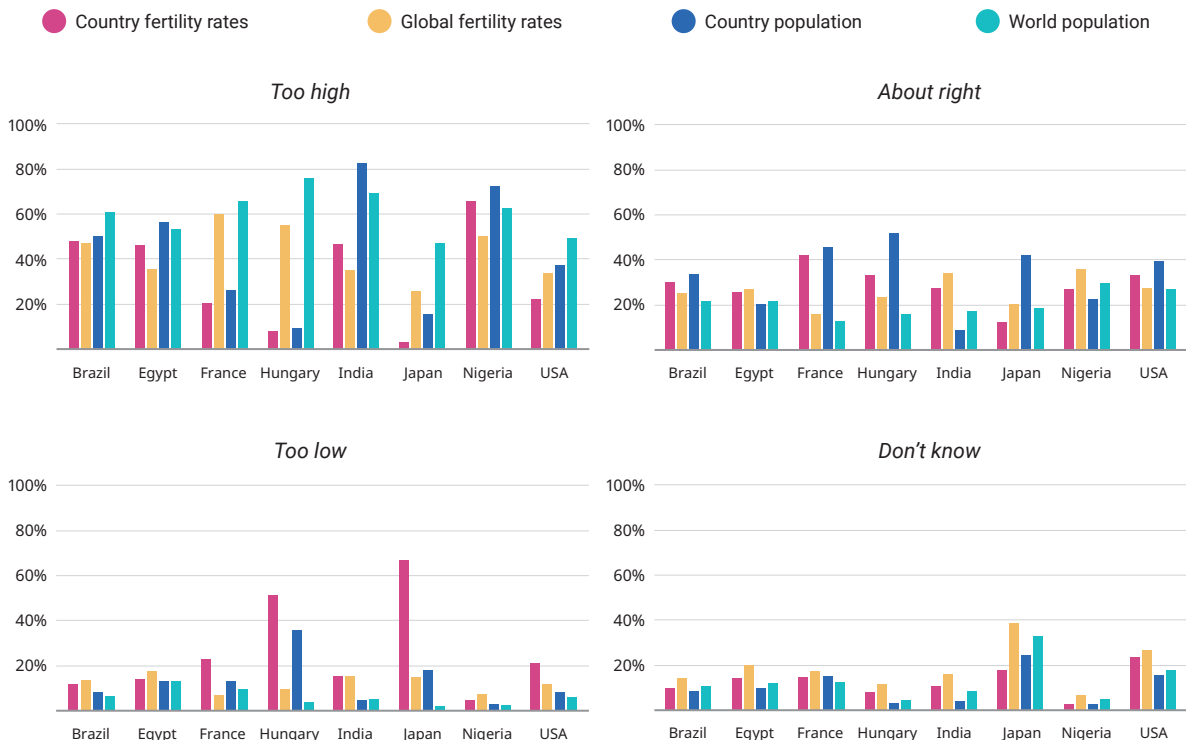 Country fertility rates Global fertility rates Country population World population
Too high
100%
80%
60%
40%
20%
Brazil Egypt France Hungary India Japan Nigeria USA
About right
100%
80%
60%
40%
20%
Brazil Egypt France Hungary India Japan Nigeria USA
Too low
100%
80%
60%
40%
20%
Brazil Egypt France Hungary India Japan Nigeria USA
Don't know
100%
80%
60%
40%
20%
Brazil Egypt France Hungary India Japan Nigeria USA